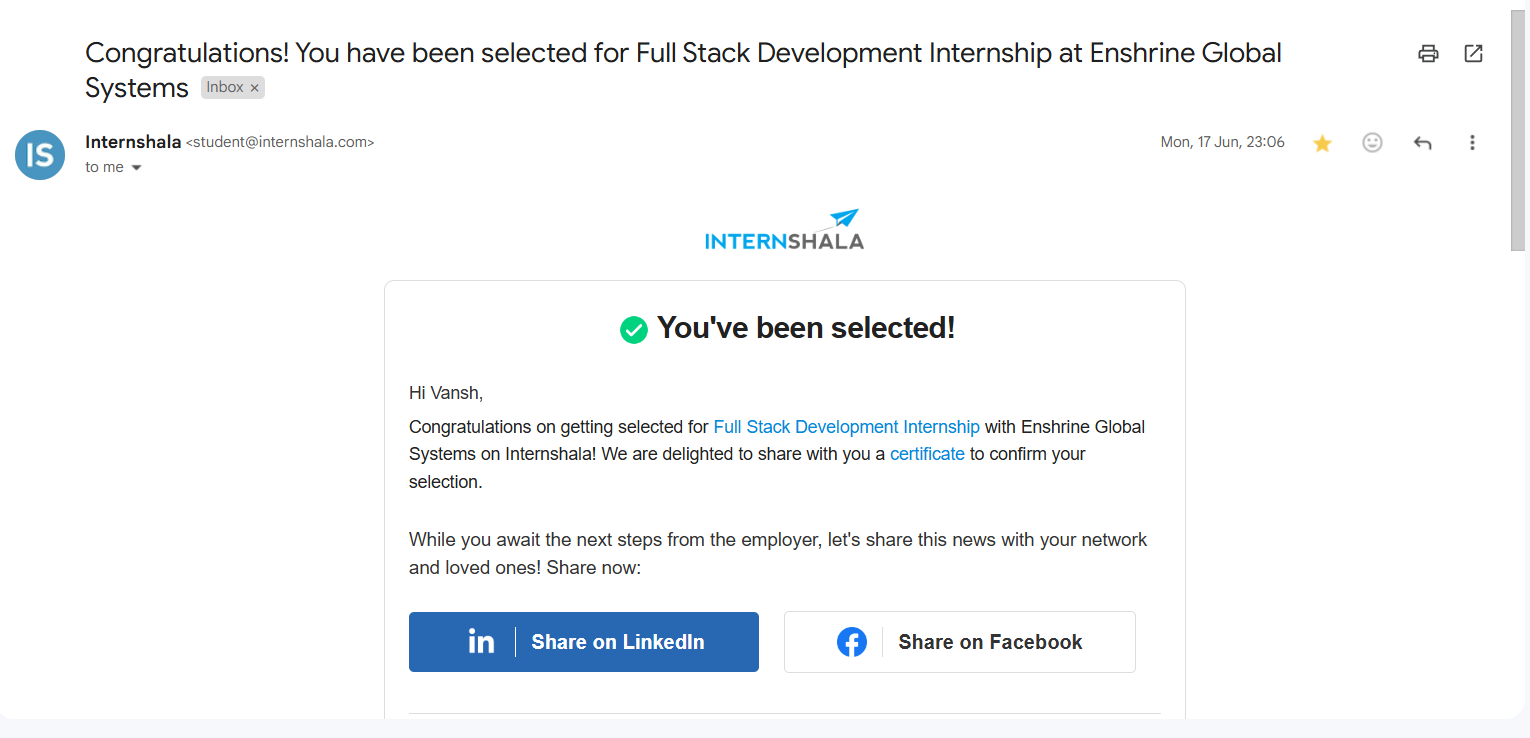 Congratulations! You have been selected for Full Stack Development Internship at Enshrine Global
Systems Inbox ×
IS
Internshala <student@internshala.com>
Mon, 17 Jun, 23:06
to me
INTERNSHALA
You've been selected!
Hi Vansh,
Congratulations on getting selected for Full Stack Development Internship with Enshrine Global
Systems on Internshala! We are delighted to share with you a certificate to confirm your
selection.
While you await the next steps from the employer, let's share this news with your network
and loved ones! Share now:
in Share on LinkedIn
f Share on Facebook